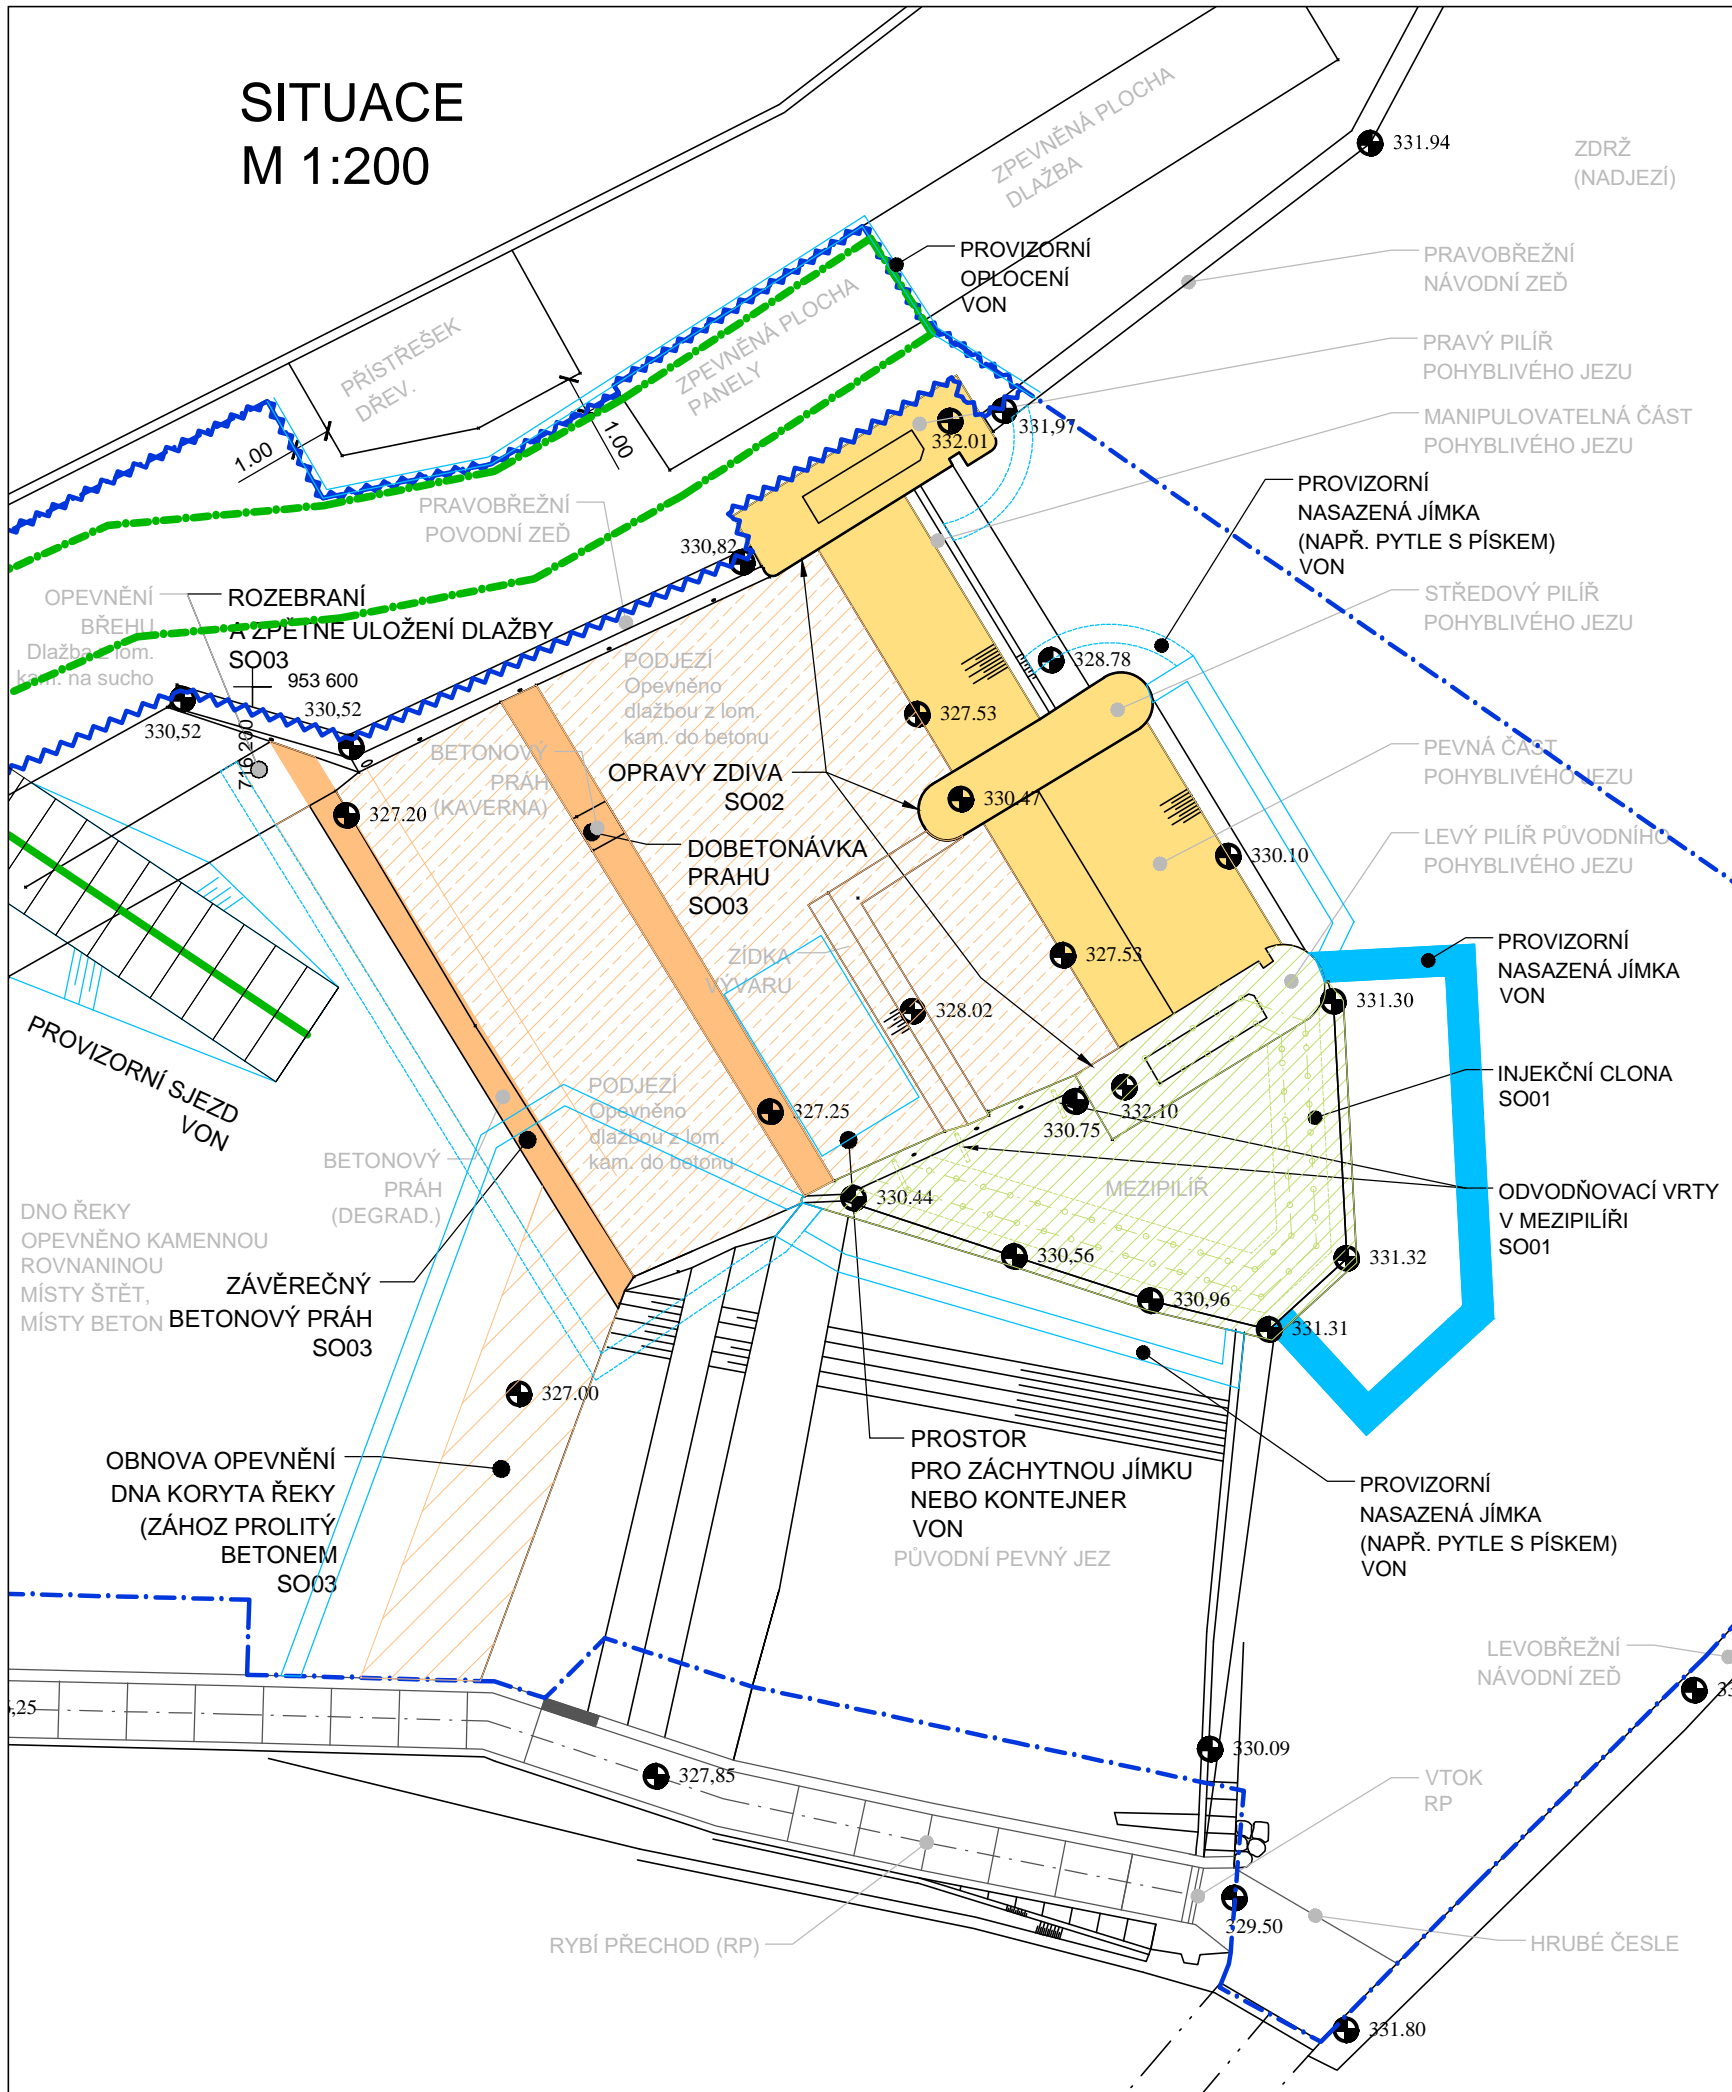 SITUACE
M 1:200
ZPEVNĚNÁ PLOCHA
DLAŽBA
331.94
ZDRŽ
(NADJEZÍ)
PROVIZORNÍ
OPLOCENÍ
VON
PRAVOBŘEŽNÍ
NÁVODNÍ ZEĎ
PŘÍSTŘEŠEK
DŘEV.
ZPEVNĚNÁ PLOCHA
PANELY
PRAVÝ PILÍŘ
POHYBLIVÉHO JEZU
1.00
1.00
332.01
331,97
MANIPULOVATELNÁ ČÁST
POHYBLIVÉHO JEZU
PRAVOBŘEŽNÍ
POVODNÍ ZEĎ
330,82
PROVIZORNÍ
NASAZENÁ JÍMKA
(NAPŘ. PYTLE S PÍSKEM)
VON
OPEVNĚNÍ
BŘEHU
Dlažba z lom.
kam. na sucho
ROZEBRANÍ
A ZPĚTNÉ ULOŽENÍ DLAŽBY
SO03
953 600
716200
330,52
330,52
STŘEDOVÝ PILÍŘ
POHYBLIVÉHO JEZU
PODJEZÍ
Opevněno
dlažbou z lom.
kam. do betonu
328.78
327.53
BETONOVÝ
PRÁH
(KAVERNA)
OPRAVY ZDIVA
SO02
330.47
PEVNÁ ČÁST
POHYBLIVÉHO JEZU
327.20
DOBETONÁVKA
PRAHU
SO03
330.10
LEVÝ PILÍŘ PŮVODNÍHO
POHYBLIVÉHO JEZU
ZÍDKA
VÝVARU
327.53
328.02
PROVIZORNÍ
NASAZENÁ JÍMKA
VON
331.30
PROVIZORNÍ SJEZD
VON
PODJEZÍ
Opevněno
dlažbou z lom.
kam. do betonu
327.25
332.10
330.75
INJEKČNÍ CLONA
SO01
BETONOVÝ
PRÁH
(DEGRAD.)
330.44
MEZIPILÍŘ
ODVODŇOVACÍ VRTY
V MEZIPILÍŘI
SO01
DNO ŘEKY
OPEVNĚNO KAMENNOU
ROVNANINOU
MÍSTY ŠTĚT,
MÍSTY BETON
ZÁVĚREČNÝ
BETONOVÝ PRÁH
SO03
330,56
330,96
331.32
331.31
327.00
OBNOVA OPEVNĚNÍ
DNA KORYTA ŘEKY
(ZÁHOZ PROLITÝ
BETONEM
SO03
PROSTOR
PRO ZÁCHYTNOU JÍMKU
NEBO KONTEJNER
VON
PŮVODNÍ PEVNÝ JEZ
PROVIZORNÍ
NASAZENÁ JÍMKA
(NAPŘ. PYTLE S PÍSKEM)
VON
LEVOBŘEŽNÍ
NÁVODNÍ ZEĎ
330.09
327,85
VTOK
RP
329.50
RYBÍ PŘECHOD (RP)
HRUBÉ ČESLE
331.80